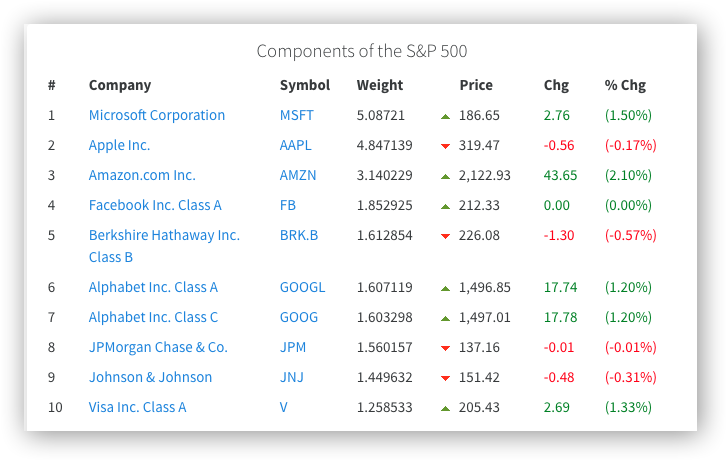 Components of the S&P 500
# Company Symbol Weight Price Chg % Chg
1 Microsoft Corporation MSFT 5.08721 186.65 2.76 (1.50%)
2 Apple Inc. AAPL 4.847139 319.47 -0.56 (-0.17%)
3 Amazon.com Inc. AMZN 3.140229 2,122.93 43.65 (2.10%)
4 Facebook Inc. Class A FB 1.852925 212.33 0.00 (0.00%)
5 Berkshire Hathaway Inc. BRK.B 1.612854 226.08 -1.30 (-0.57%)
Class B
6 Alphabet Inc. Class A GOOGL 1.607119 1,496.85 17.74 (1.20%)
7 Alphabet Inc. Class C GOOG 1.603298 1,497.01 17.78 (1.20%)
8 JPMorgan Chase & Co. JPM 1.560157 137.16 -0.01 (-0.01%)
9 Johnson & Johnson JNJ 1.449632 151.42 -0.48 (-0.31%)
10 Visa Inc. Class A V 1.258533 205.43 2.69 (1.33%)